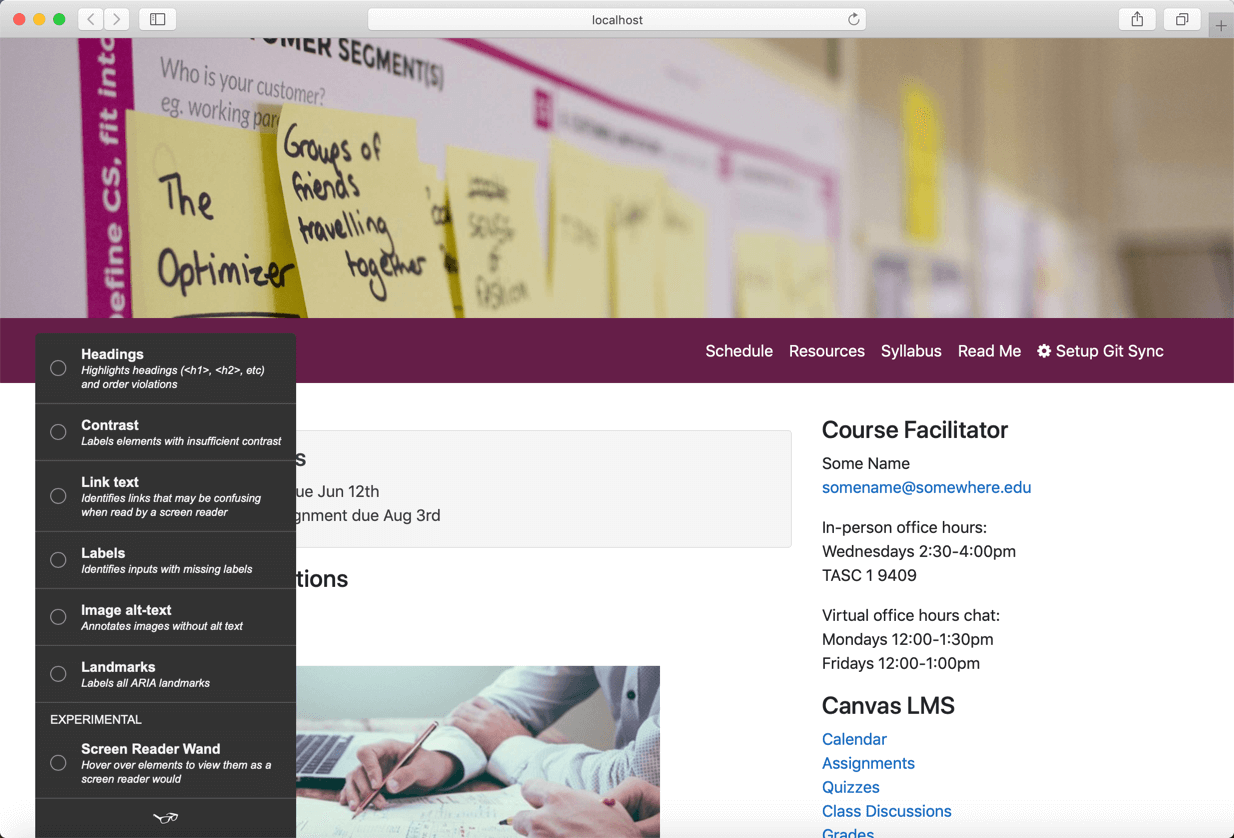 localhost
CUSTOMER SEGMENT(S)
Who is your customer?
eg. working
define CS, fit into
The
Optimizer
Groups of
friends
travelling
together
Schedule Resources Syllabus Read Me Setup Git Sync
Headings
Highlights headings (<h1>, <h2>, etc)
and order violations
Contrast
Labels elements with insufficient contrast
Link text
Identifies links that may be confusing
when read by a screen reader
Labels
Identifies inputs with missing labels
Image alt-text
Annotates images without alt text
Landmarks
Labels all ARIA landmarks
EXPERIMENTAL
Screen Reader Wand
Hover over elements to view them as a
screen reader would
s
ue Jun 12th
gnment due Aug 3rd
tions
Course Facilitator
Some Name
somename@somewhere.edu
In-person office hours:
Wednesdays 2:30-4:00pm
TASC 1 9409
Virtual office hours chat:
Mondays 12:00-1:30pm
Fridays 12:00-1:00pm
Canvas LMS
Calendar
Assignments
Quizzes
Class Discussions
Grades